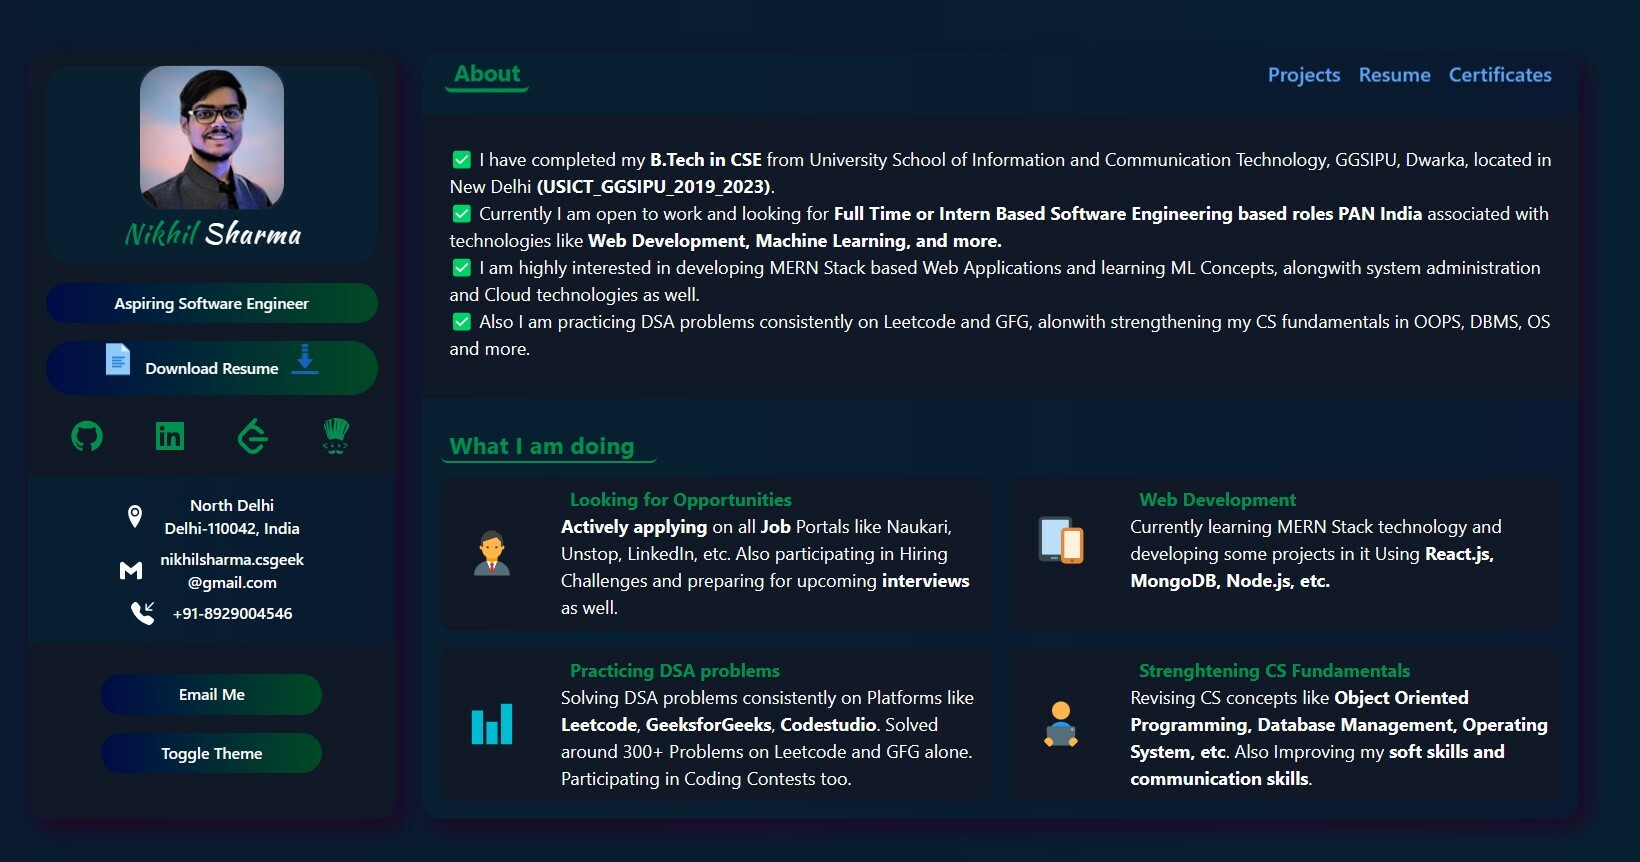 Nikhil Sharma
Aspiring Software Engineer
Download Resume
North Delhi
Delhi-110042, India
nikhilsharma.csgeek
@gmail.com
+91-8929004546
Email Me
Toggle Theme
About
Projects Resume Certificates
✅ I have completed my B.Tech in CSE from University School of Information and Communication Technology, GGSIPU, Dwarka, located in
New Delhi (USICT_GGSIPU_2019_2023).
✅ Currently I am open to work and looking for Full Time or Intern Based Software Engineering based roles PAN India associated with
technologies like Web Development, Machine Learning, and more.
✅ I am highly interested in developing MERN Stack based Web Applications and learning ML Concepts, alongwith system administration
and Cloud technologies as well.
✅ Also I am practicing DSA problems consistently on Leetcode and GFG, alonwith strengthening my CS fundamentals in OOPS, DBMS, OS
and more.
What I am doing
Looking for Opportunities
Actively applying on all Job Portals like Naukari,
Unstop, LinkedIn, etc. Also participating in Hiring
Challenges and preparing for upcoming interviews
as well.
Web Development
Currently learning MERN Stack technology and
developing some projects in it Using React.js,
MongoDB, Node.js, etc.
Practicing DSA problems
Solving DSA problems consistently on Platforms like
Leetcode, GeeksforGeeks, Codestudio. Solved
around 300+ Problems on Leetcode and GFG alone.
Participating in Coding Contests too.
Strenghtening CS Fundamentals
Revising CS concepts like Object Oriented
Programming, Database Management, Operating
System, etc. Also Improving my soft skills and
communication skills.